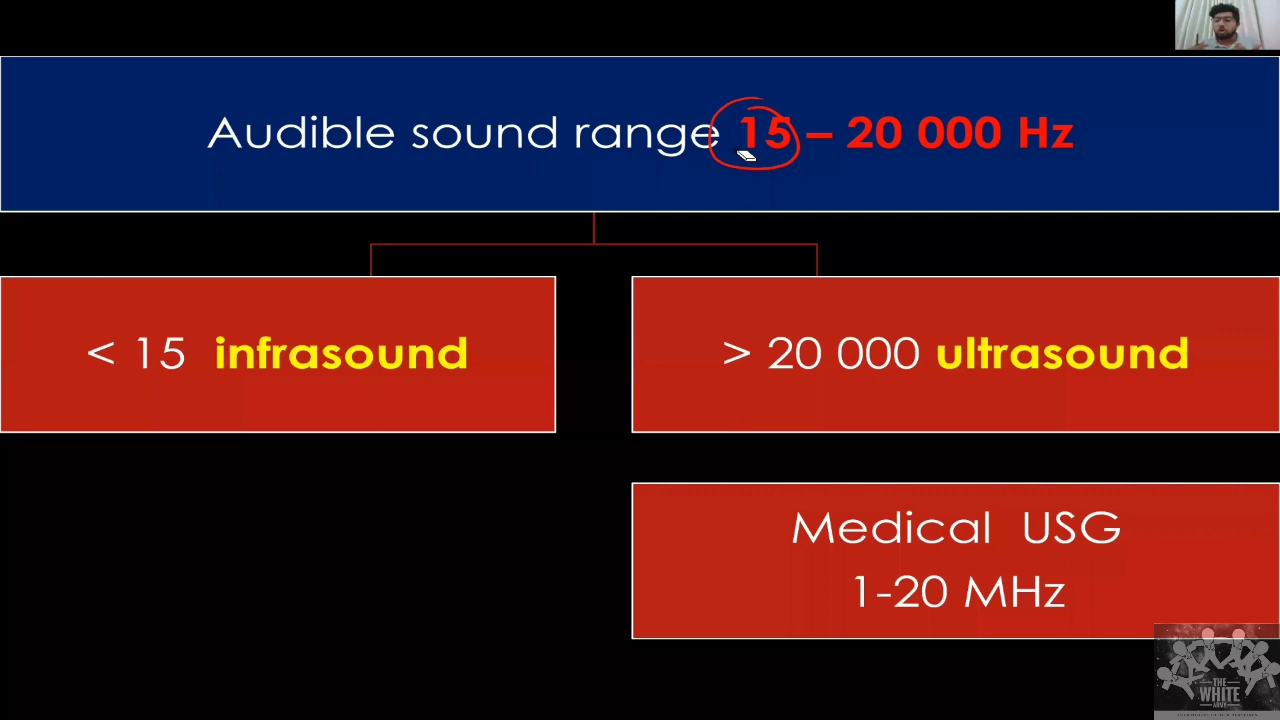 Audible sound range 15 – 20 000 Hz
< 15 infrasound
> 20 000 ultrasound
Medical USG
1-20 MHz
THE
WHITE
ARMY